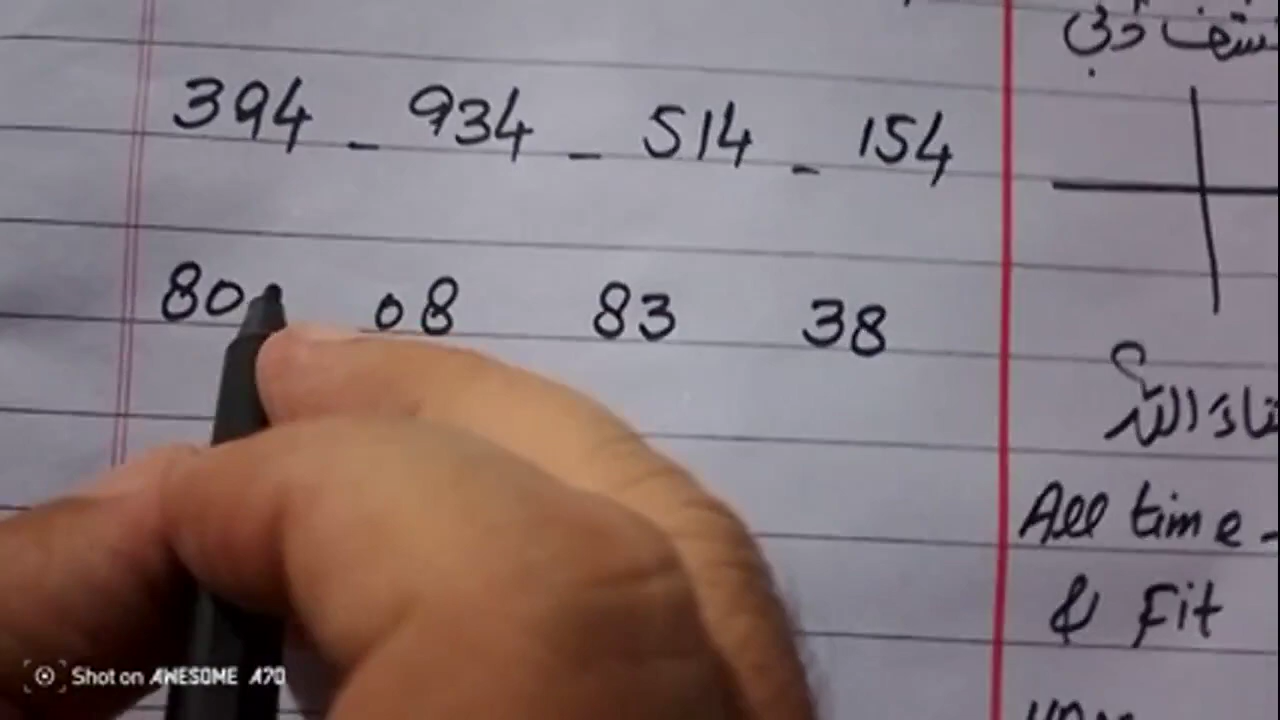 394 - 934 - 514 - 154
80 08 83 38
All time -
& Fit
Shot on AWESOME A70